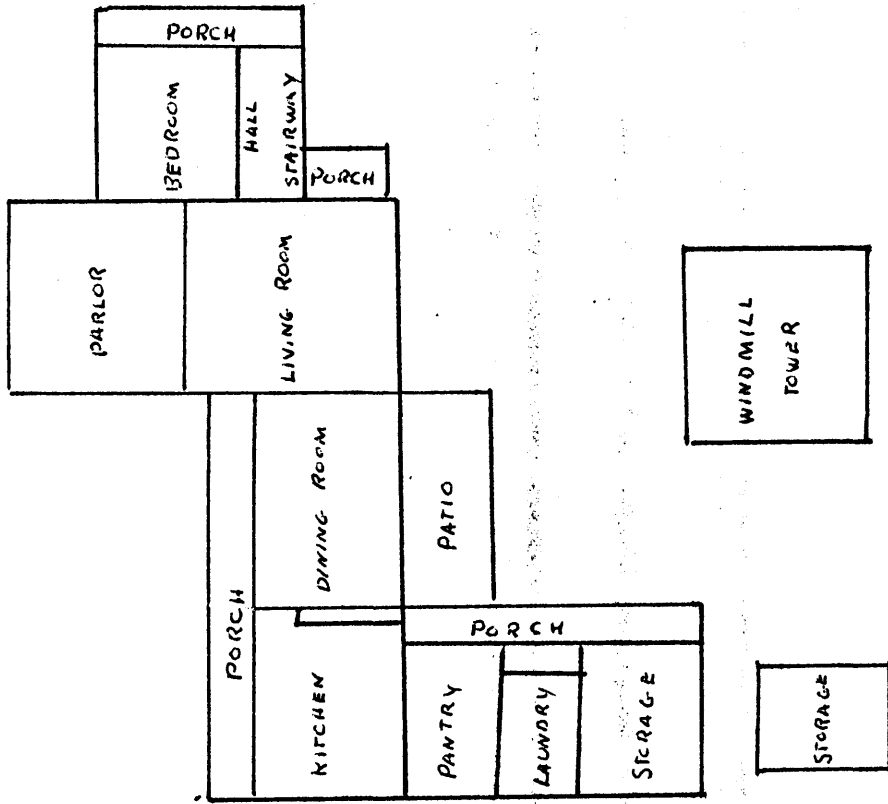 PORCH
BEDROOM
HALL
STAIRWAY
PORCH
PARLOR
LIVING ROOM
WINDMILL
TOWER
PORCH
DINING ROOM
PATIO
PORCH
KITCHEN
PANTRY
LAUNDRY
STORAGE
STORAGE